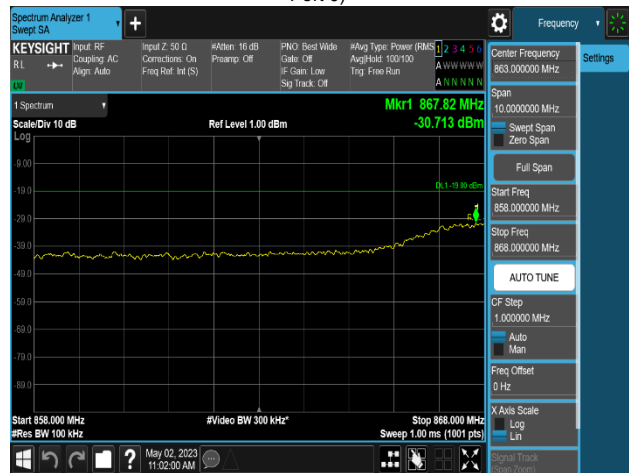 Port 3)
Spectrum Analyzer 1
Swept SA
Frequency
KEYSIGHT
RL
Input: RF
Coupling: AC
Align: Auto
Input Z: 50 Ω
Corrections: On
Freq Ref: Int (S)
#Atten: 16 dB
Preamp: Off
PNO: Best Wide
Gate: Off
IF Gain: Low
Sig Track: Off
#Avg Type: Power (RMS
Avg|Hold: 100/100
Trig: Free Run
1 2 3 4 5 6
A W W W W W
A N N N N N
LXI
1 Spectrum
Mkr1 867.82 MHz
Scale/Div 10 dB
Ref Level 1.00 dBm
-30.713 dBm
Log
-9.00
-19.0
-29.0
-39.0
-49.0
-59.0
-69.0
-79.0
-89.0
DL1 -19.00 dBm
1
Start 858.000 MHz
#Video BW 300 kHz*
Stop 868.000 MHz
#Res BW 100 kHz
Sweep 1.00 ms (1001 pts)
?
May 02, 2023
11:02:00 AM
Center Frequency
863.000000 MHz
Settings
Span
10.0000000 MHz
Swept Span
Zero Span
Full Span
Start Freq
858.000000 MHz
Stop Freq
868.000000 MHz
AUTO TUNE
CF Step
1.000000 MHz
Auto
Man
Freq Offset
0 Hz
X Axis Scale
Log
Lin
Signal Track
(Span Zoom)